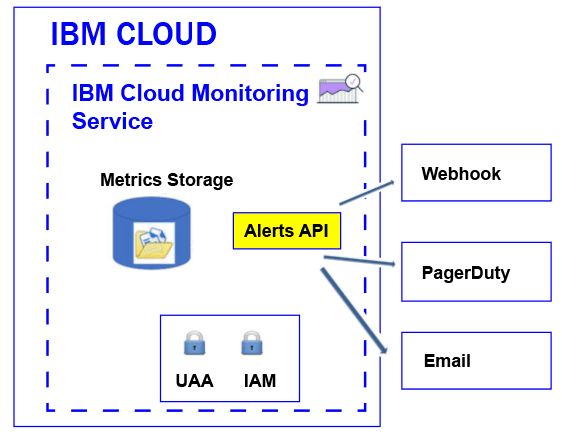 IBM CLOUD
IBM Cloud Monitoring
Service
Metrics Storage
Alerts API
Webhook
PagerDuty
Email
UAA
IAM